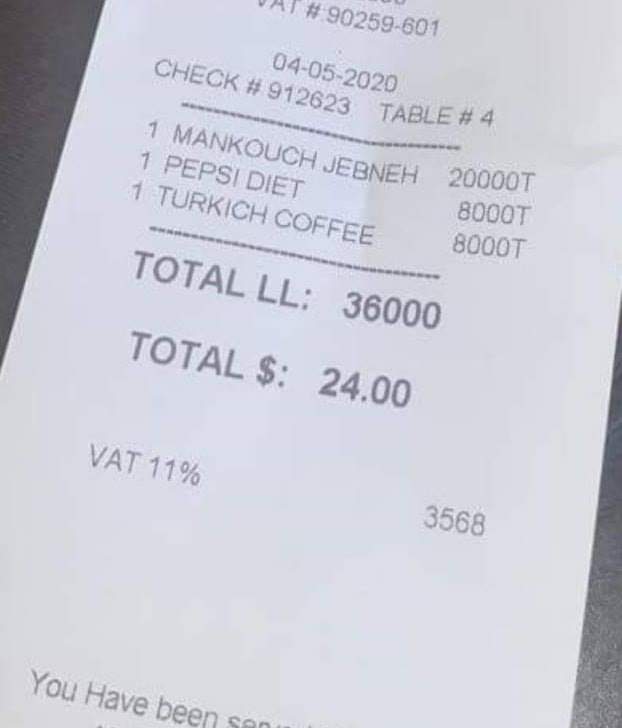 VAT # 90259-601
04-05-2020
CHECK # 912623 TABLE # 4
1 MANKOUCH JEBNEH 20000T
1 PEPSI DIET 8000T
1 TURKICH COFFEE 8000T
TOTAL LL: 36000
TOTAL $: 24.00
VAT 11%
3568
You Have been